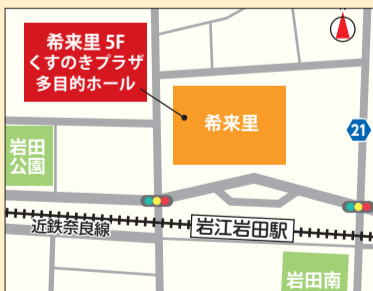 希来里 5F
くすのきプラザ
多目的ホール
希来里
21
岩田
公園
近鉄奈良線
岩江岩田駅
岩田南